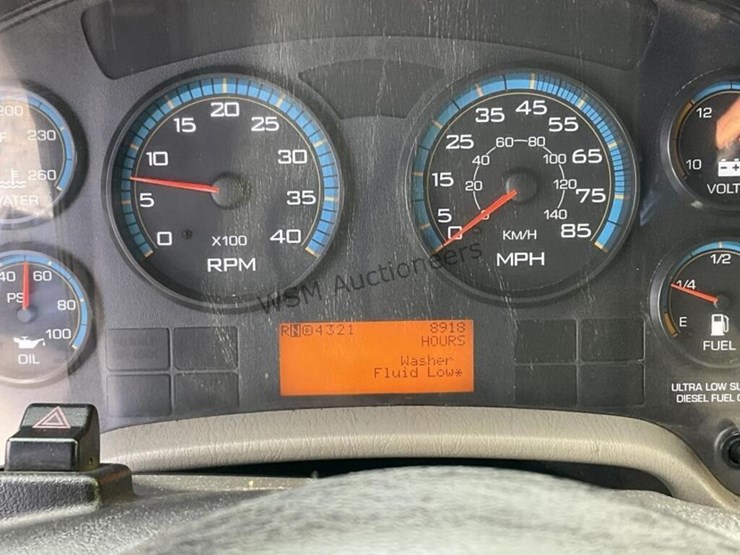 200
F
230
260
WATER
40
60
PSI
80
100
OIL
0
5
10
15
20
25
30
35
40
X100
RPM
5
15
25
35
45
55
65
75
85
20
40
60
80
100
120
140
KM/H
MPH
12
10
VOLT
1/2
1/4
E
FUEL
ULTRA LOW SU
DIESEL FUEL O
RND4321
8918
HOURS
Washer
Fluid Low*
WSM Auctioneers